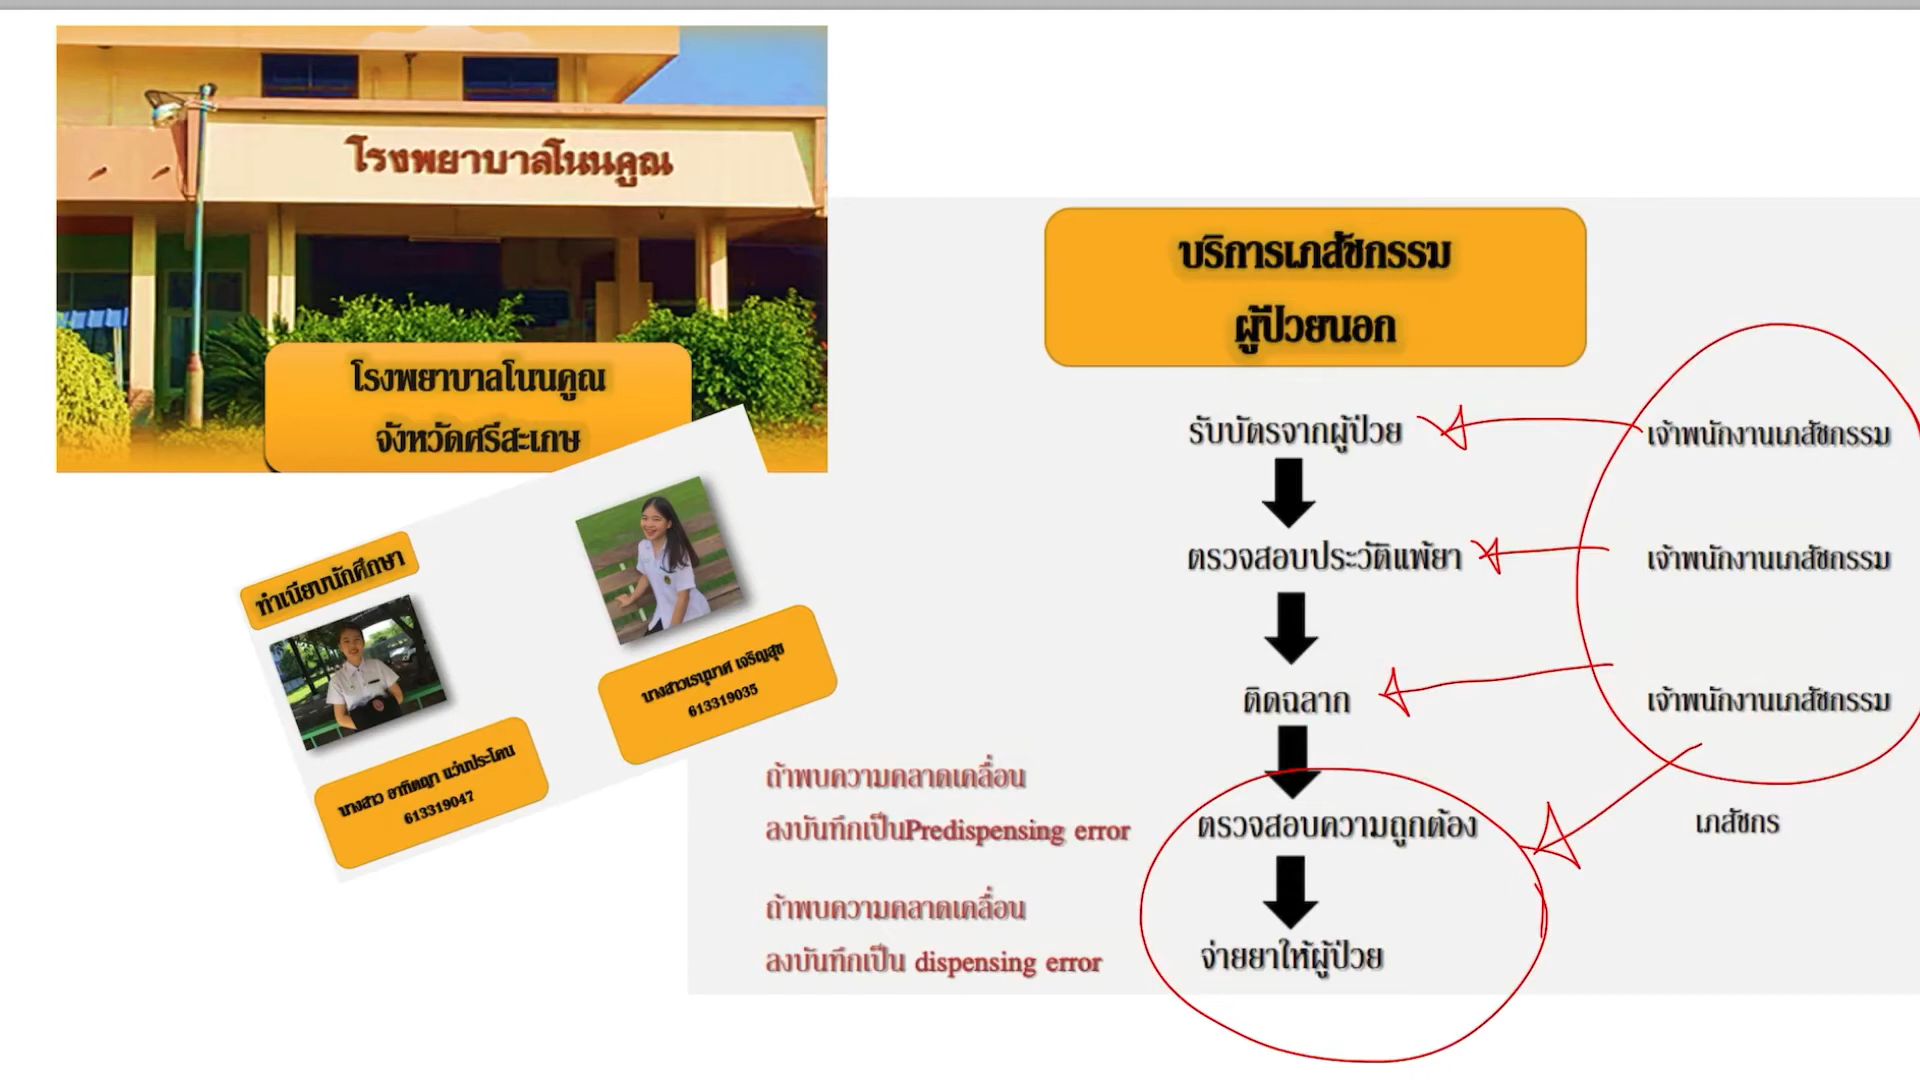 โรงพยาบาลโนนคูณ
โรงพยาบาลโนนคูณ
จังหวัดศรีสะเกษ
ทำเนียบนักศึกษา
นางสาว อาทิตญา แว่นประโคน
613319047
นางสาวเรนุมาศ เจริญสุข
613319035
บริการเภสัชกรรม
ผู้ป่วยนอก
รับบัตรจากผู้ป่วย
เจ้าพนักงานเภสัชกรรม
ตรวจสอบประวัติแพ้ยา
เจ้าพนักงานเภสัชกรรม
ติดฉลาก
เจ้าพนักงานเภสัชกรรม
ถ้าพบความคลาดเคลื่อน
ลงบันทึกเป็นPredispensing error
ตรวจสอบความถูกต้อง
เภสัชกร
ถ้าพบความคลาดเคลื่อน
ลงบันทึกเป็น dispensing error
จ่ายยาให้ผู้ป่วย